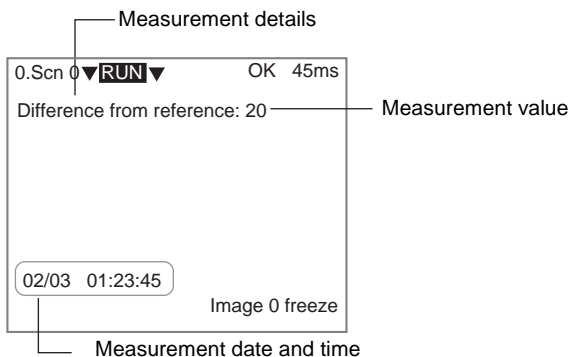 Measurement details
0.Scn 0▼RUN▼ OK 45ms
Difference from reference: 20
Measurement value
02/03 01:23:45
Image 0 freeze
Measurement date and time